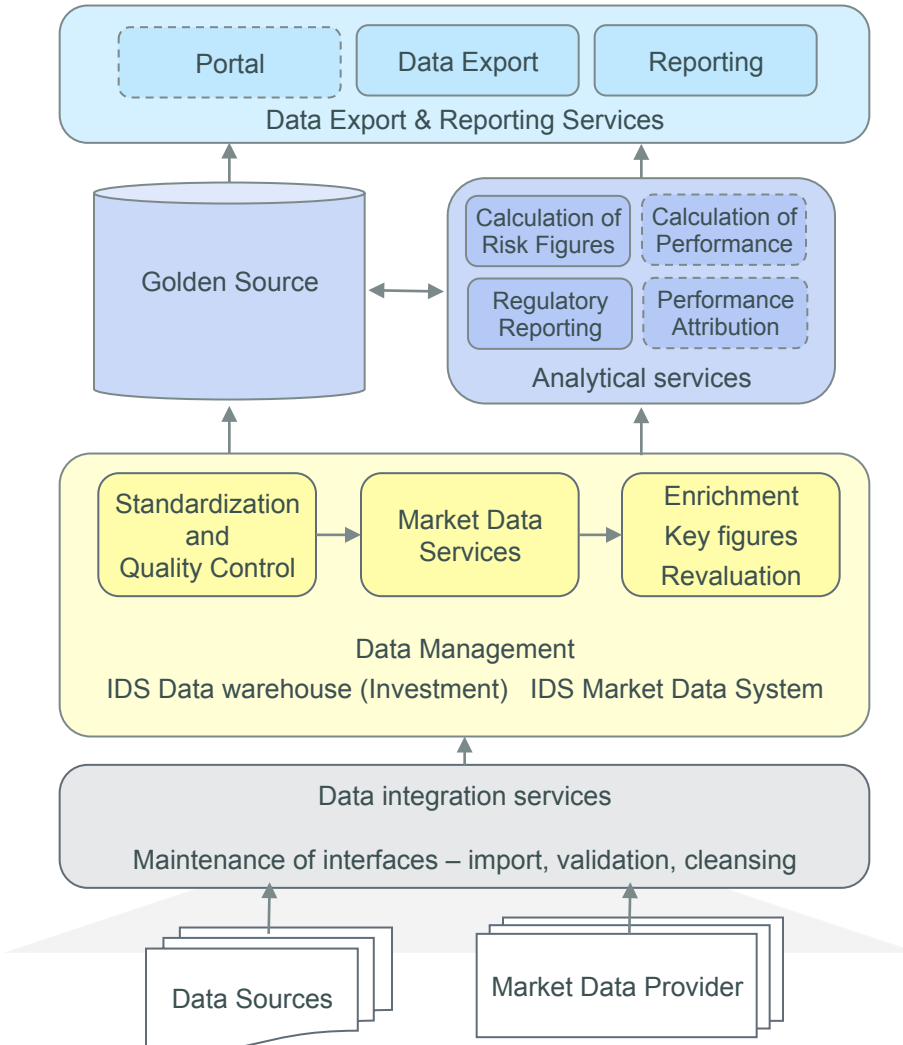 Portal
Data Export
Reporting
Data Export & Reporting Services
Golden Source
Calculation of
Risk Figures
Calculation of
Performance
Regulatory
Reporting
Performance
Attribution
Analytical services
Standardization
and
Quality Control
Market Data
Services
Enrichment
Key figures
Revaluation
Data Management
IDS Data warehouse (Investment) IDS Market Data System
Data integration services
Maintenance of interfaces – import, validation, cleansing
Data Sources
Market Data Provider